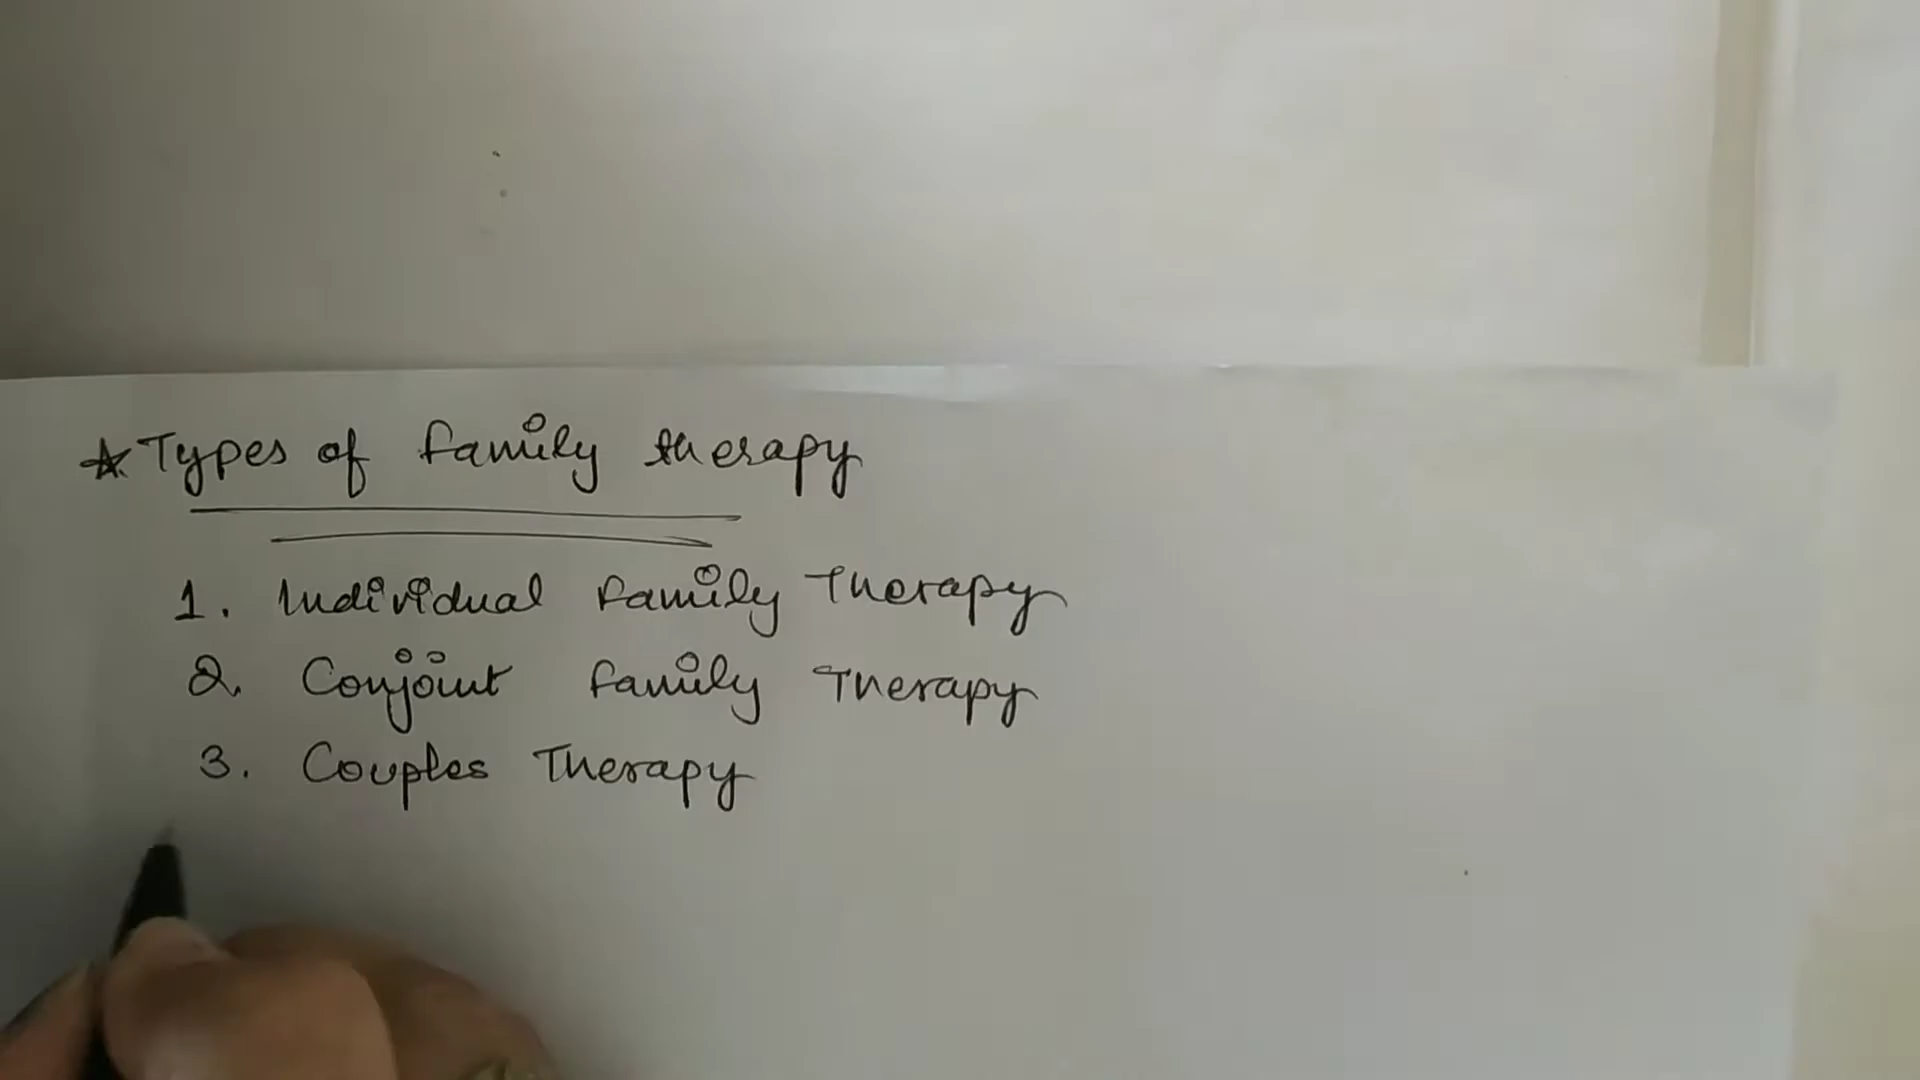 ☆ Types of family therapy
1. Individual family Therapy
2. Conjoint family Therapy
3. Couples Therapy